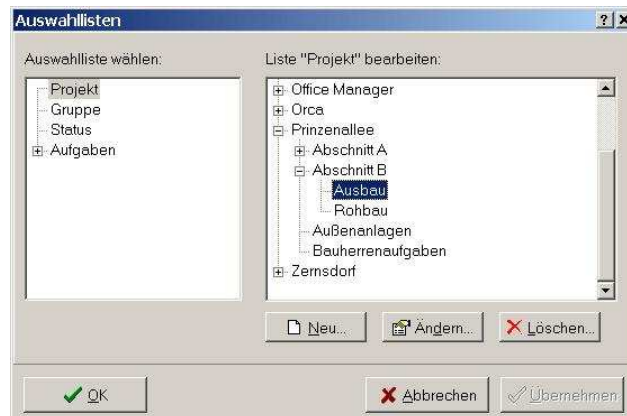 Auswahllisten
Auswahlliste wählen:
Projekt
Gruppe
Status
Aufgaben
Liste "Projekt" bearbeiten:
Office Manager
Orca
Prinzenallee
Abschnitt A
Abschnitt B
Ausbau
Rohbau
Außenanlagen
Bauherrenaufgaben
Zernsdorf
Neu... Ändern... Löschen...
OK Abbrechen Übernehmen